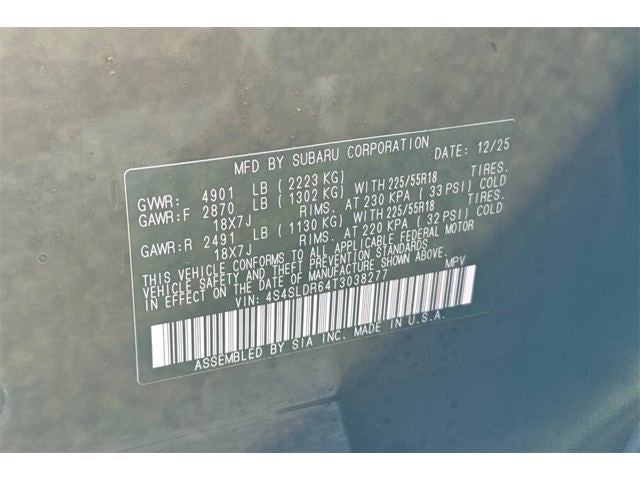 MFD BY SUBARU CORPORATION DATE: 12/25
GVWR: 4901 LB ( 2223 KG)
GAWR:F 2870 LB ( 1302 KG) WITH 225/55R18 TIRES.
18X7J RIMS. AT 230 KPA ( 33 PSI) COLD
GAWR:R 2491 LB ( 1130 KG) WITH 225/55R18 TIRES.
18X7J RIMS. AT 220 KPA ( 32 PSI) COLD
THIS VEHICLE CONFORMS TO ALL APPLICABLE FEDERAL MOTOR
VEHICLE SAFETY AND THEFT PREVENTION STANDARDS
IN EFFECT ON THE DATE OF MANUFACTURE SHOWN ABOVE.
VIN: 4S4SLDR64T3038277 MPV
ASSEMBLED BY SIA INC. MADE IN U.S.A.